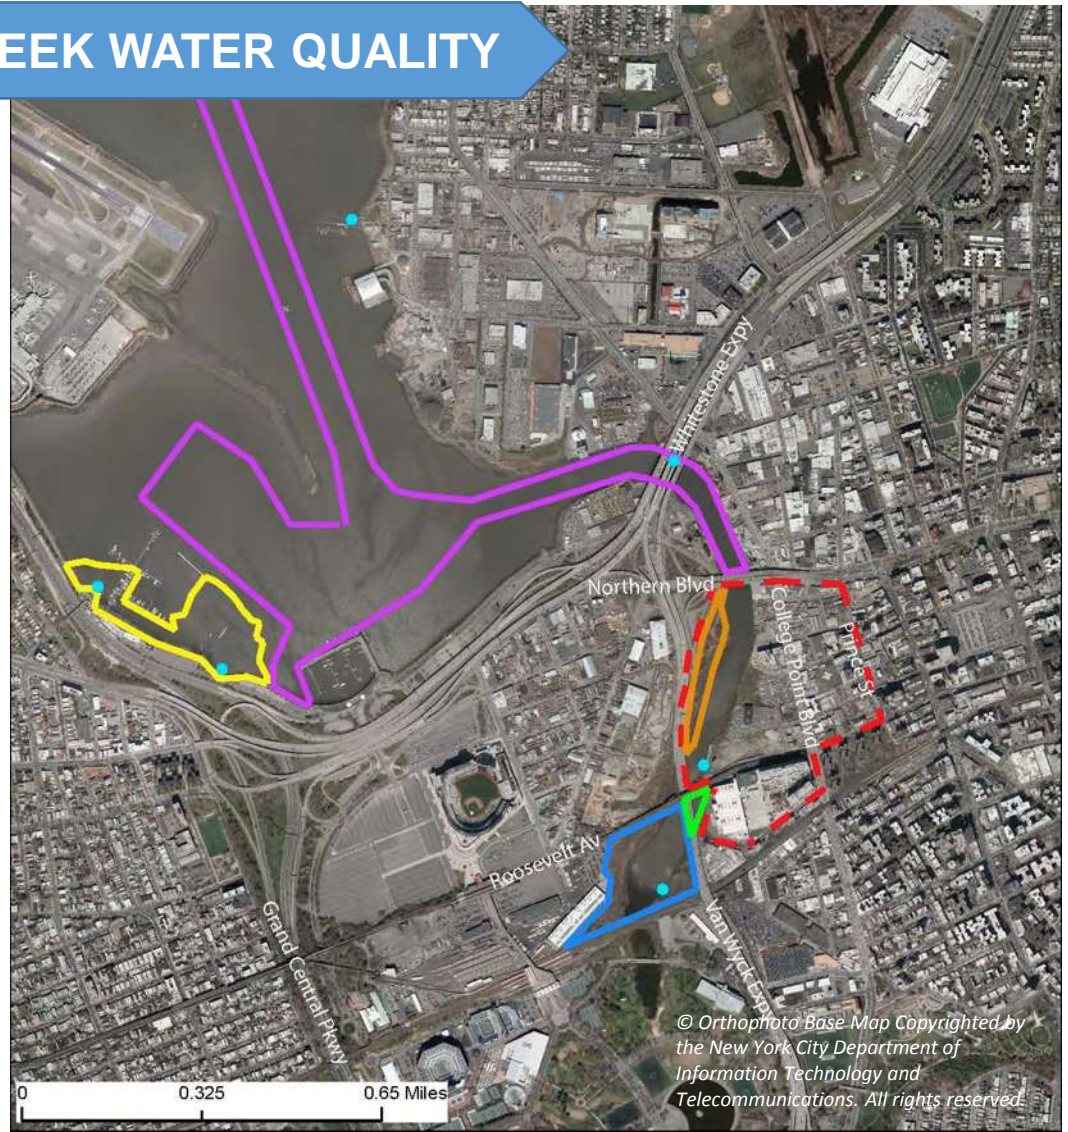 EEK WATER QUALITY
Whitestone Expy
Northern Blvd
College Point Blvd
Prince St
Roosevelt AV
Grand Central Pkwy
Van Wyck Expy
© Orthophoto Base Map Copyrighted by
the New York City Department of
Information Technology and
Telecommunications. All rights reserved.
0 0.325 0.65 Miles